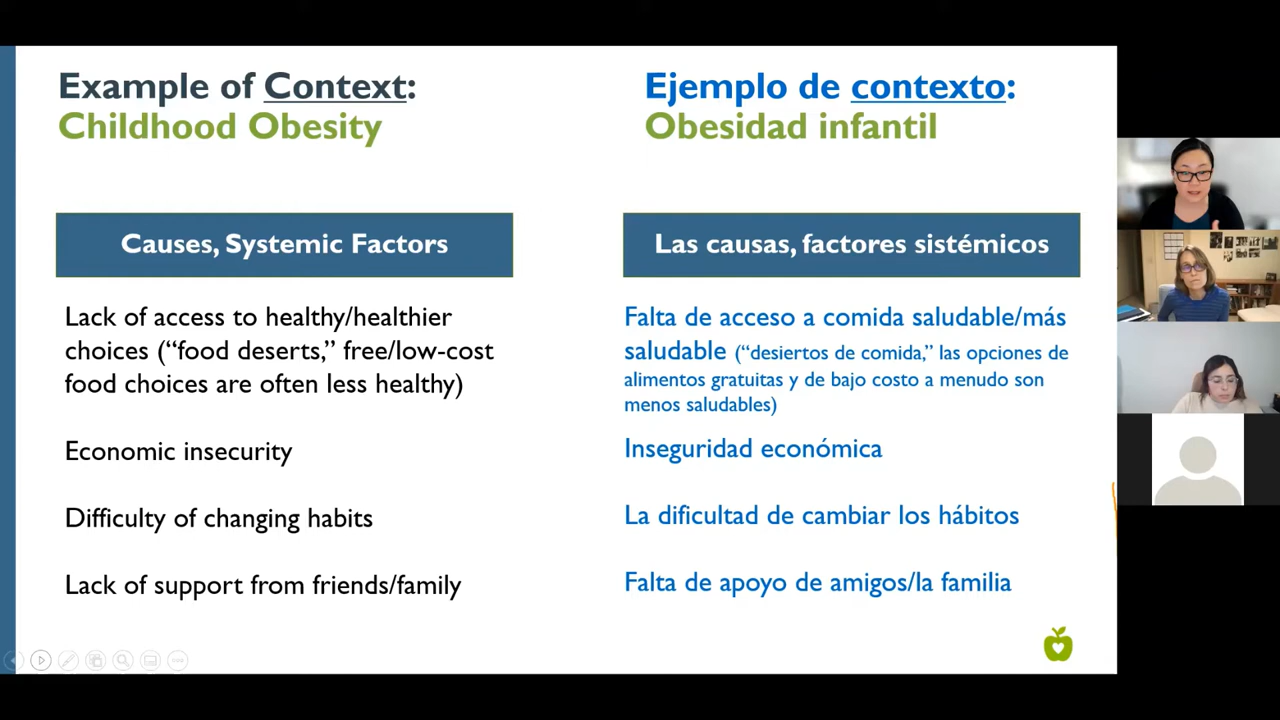 Example of Context:
Childhood Obesity
Causes, Systemic Factors
Lack of access to healthy/healthier
choices (“food deserts,” free/low-cost
food choices are often less healthy)
Economic insecurity
Difficulty of changing habits
Lack of support from friends/family
Ejemplo de contexto:
Obesidad infantil
Las causas, factores sistémicos
Falta de acceso a comida saludable/más
saludable (“desiertos de comida,” las opciones de
alimentos gratuitas y de bajo costo a menudo son
menos saludables)
Inseguridad económica
La dificultad de cambiar los hábitos
Falta de apoyo de amigos/la familia